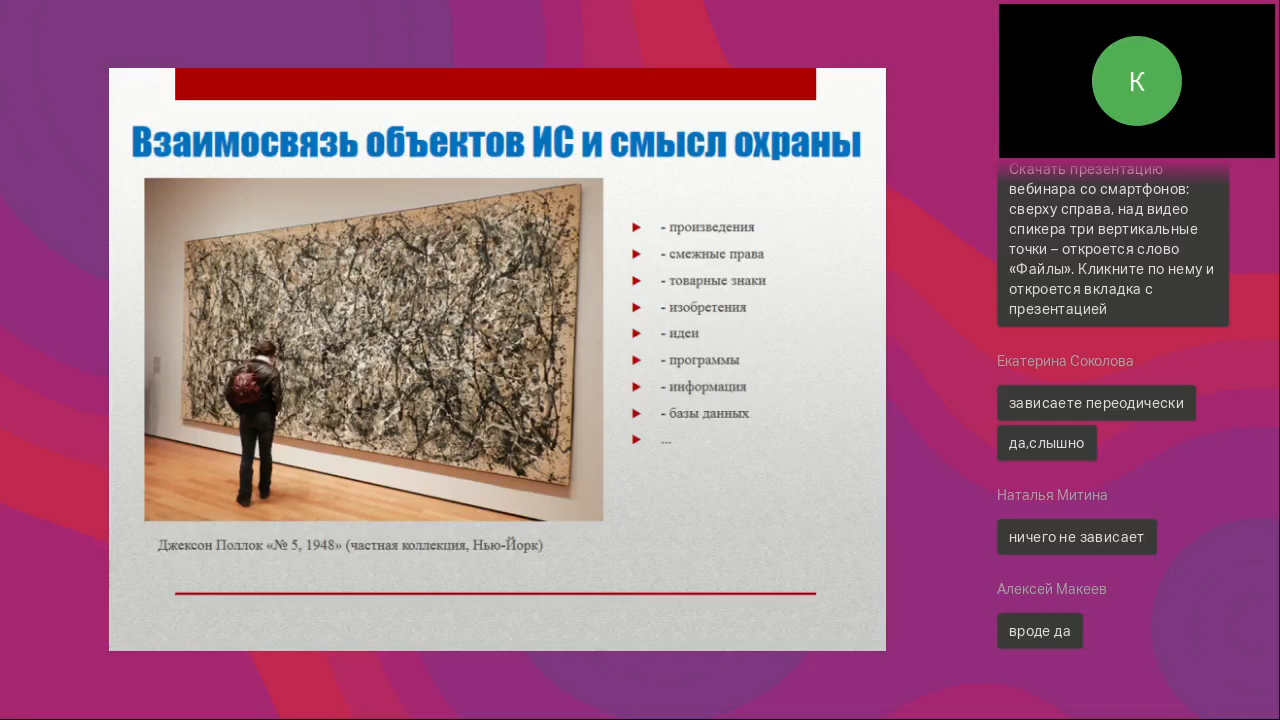 Взаимосвязь объектов ИС и смысл охраны
- произведения
- смежные права
- товарные знаки
- изобретения
- идеи
- программы
- информация
- базы данных
...
Джексон Поллок «№ 5, 1948» (частная коллекция, Нью-Йорк)
К
Скачать презентацию
вебинара со смартфонов:
сверху справа, над видео
спикера три вертикальные
точки – откроется слово
«Файлы». Кликните по нему и
откроется вкладка с
презентацией
Екатерина Соколова
зависаете переодически
да,слышно
Наталья Митина
ничего не зависает
Алексей Макеев
вроде да